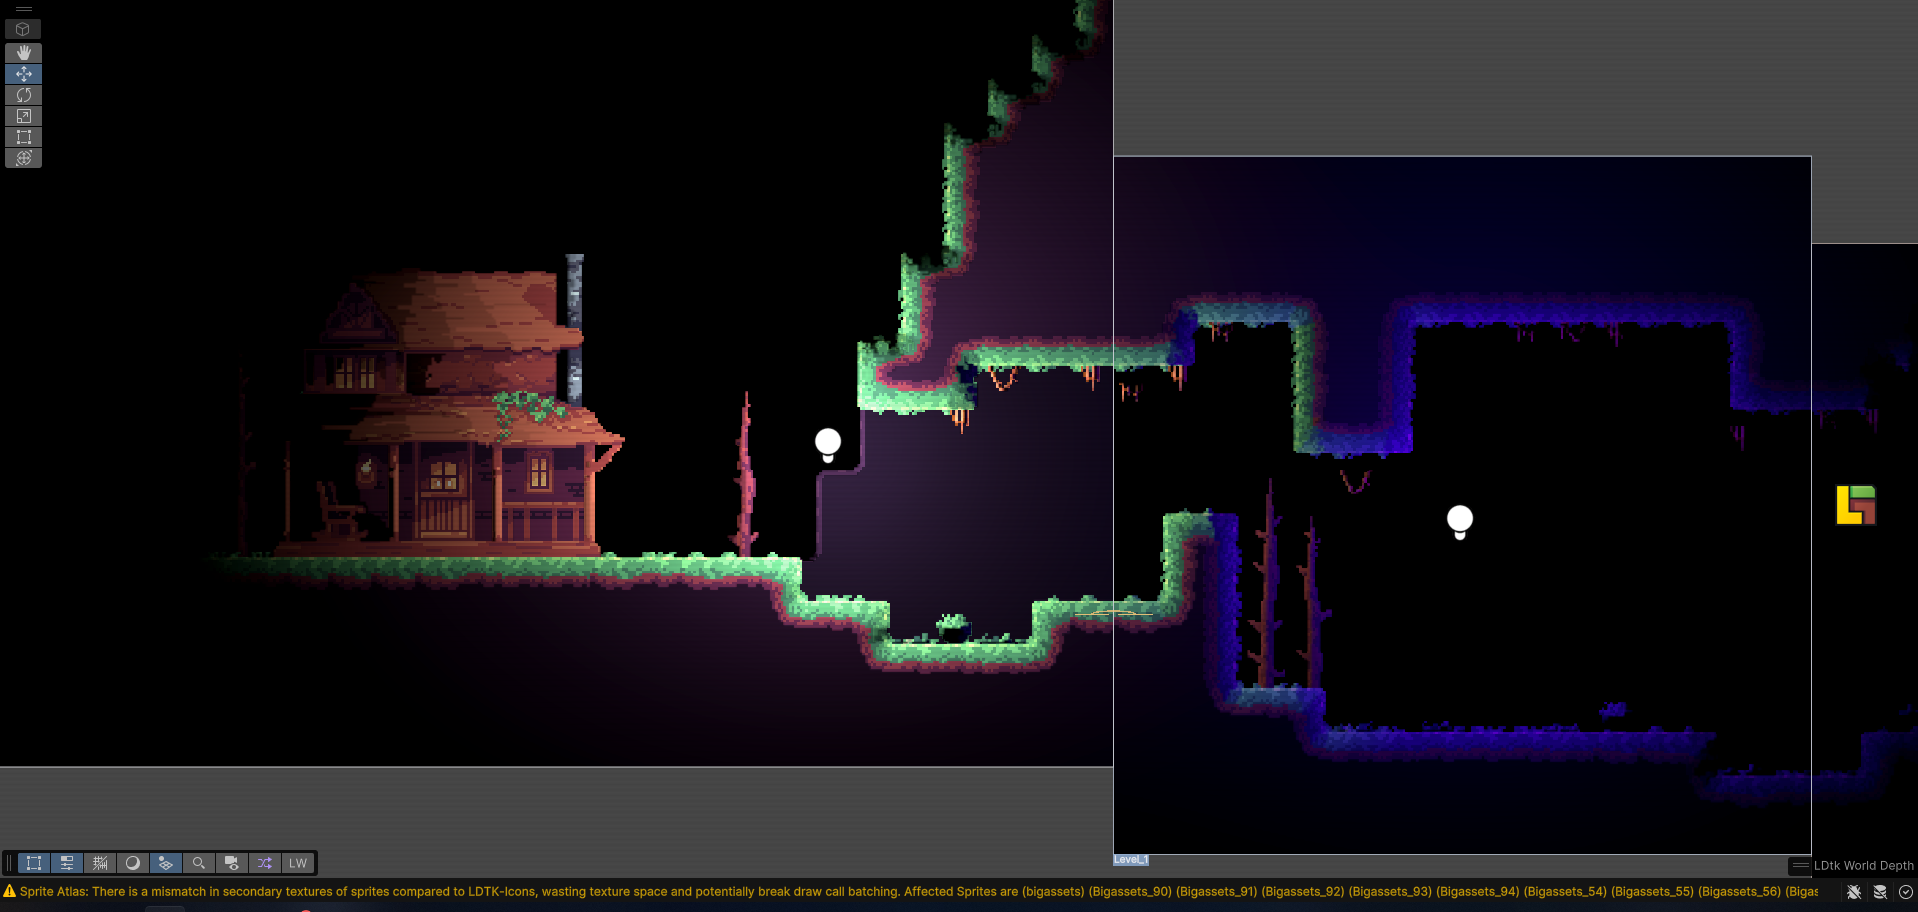 LW
Level_1
LDtk World Depth
Sprite Atlas: There is a mismatch in secondary textures of sprites compared to LDTK-Icons, wasting texture space and potentially break draw call batching. Affected Sprites are (bigassets) (Bigassets_90) (Bigassets_91) (Bigassets_92) (Bigassets_93) (Bigassets_94) (Bigassets_54) (Bigassets_55) (Bigassets_56) (Bigas